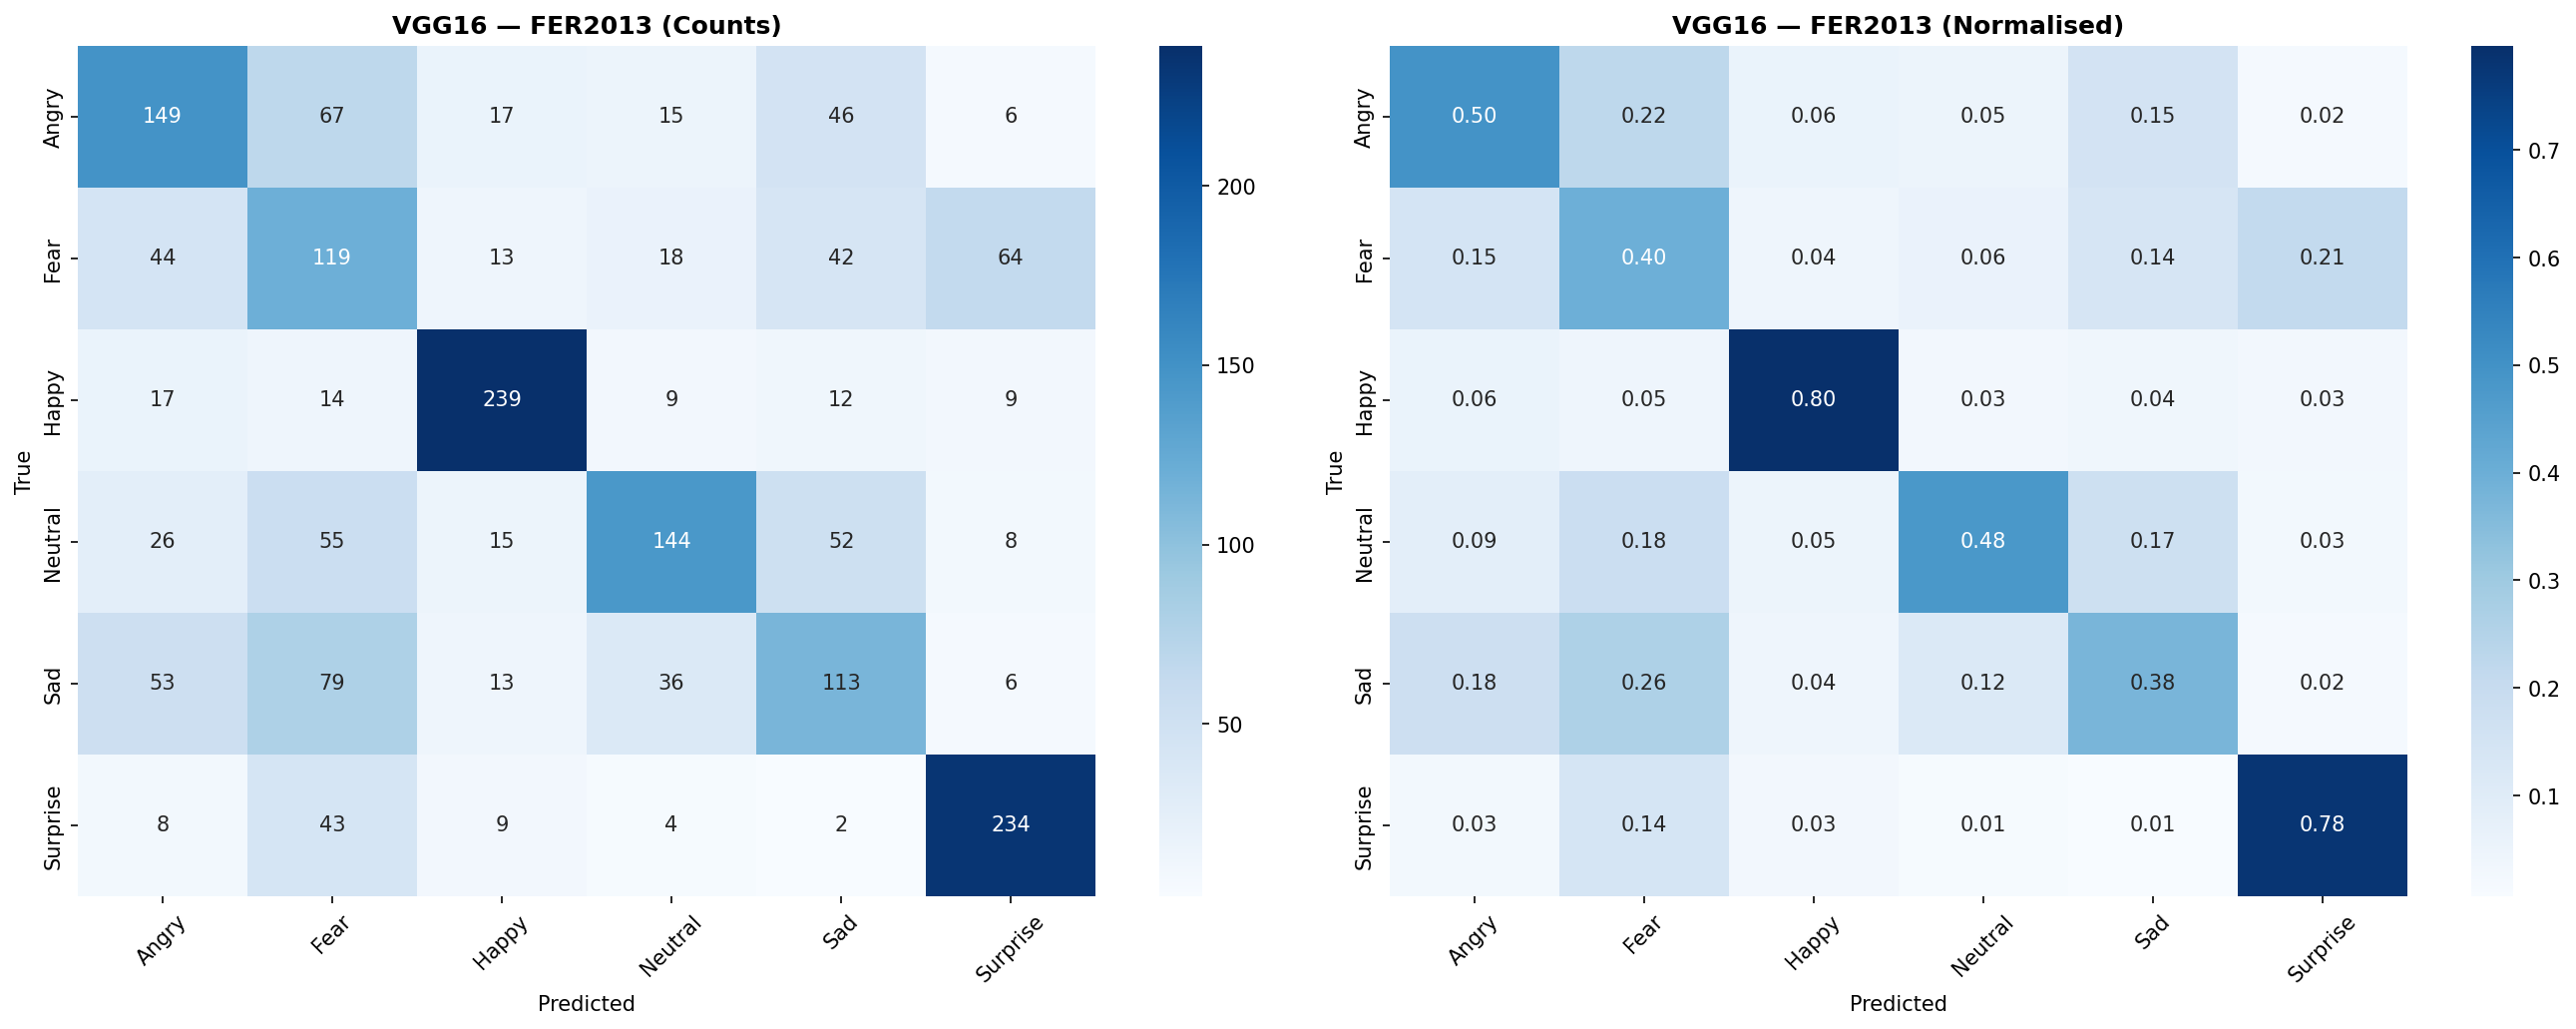 VGG16 — FER2013 (Counts)
True
Angry 149 67 17 15 46 6
Fear 44 119 13 18 42 64
Happy 17 14 239 9 12 9
Neutral 26 55 15 144 52 8
Sad 53 79 13 36 113 6
Surprise 8 43 9 4 2 234
Angry Fear Happy Neutral Sad Surprise
Predicted
200
150
100
50
VGG16 — FER2013 (Normalised)
True
Angry 0.50 0.22 0.06 0.05 0.15 0.02
Fear 0.15 0.40 0.04 0.06 0.14 0.21
Happy 0.06 0.05 0.80 0.03 0.04 0.03
Neutral 0.09 0.18 0.05 0.48 0.17 0.03
Sad 0.18 0.26 0.04 0.12 0.38 0.02
Surprise 0.03 0.14 0.03 0.01 0.01 0.78
Angry Fear Happy Neutral Sad Surprise
Predicted
0.7
0.6
0.5
0.4
0.3
0.2
0.1